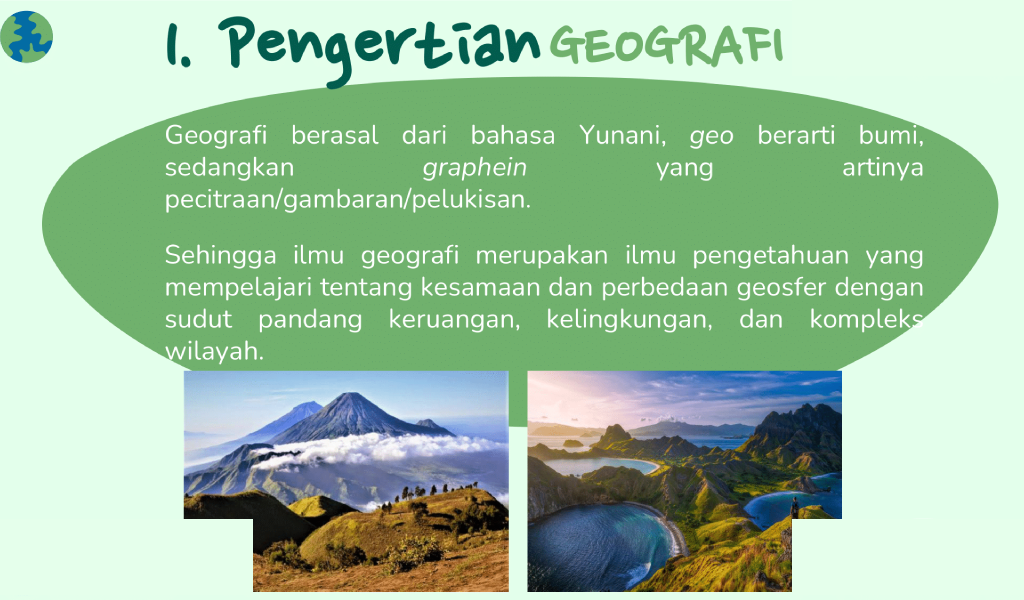 1. Pengertian GEOGRAFI
Geografi berasal dari bahasa Yunani, geo berarti bumi,
sedangkan graphein yang artinya
pecitraan/gambaran/pelukisan.
Sehingga ilmu geografi merupakan ilmu pengetahuan yang
mempelajari tentang kesamaan dan perbedaan geosfer dengan
sudut pandang keruangan, kelingkungan, dan kompleks
wilayah.